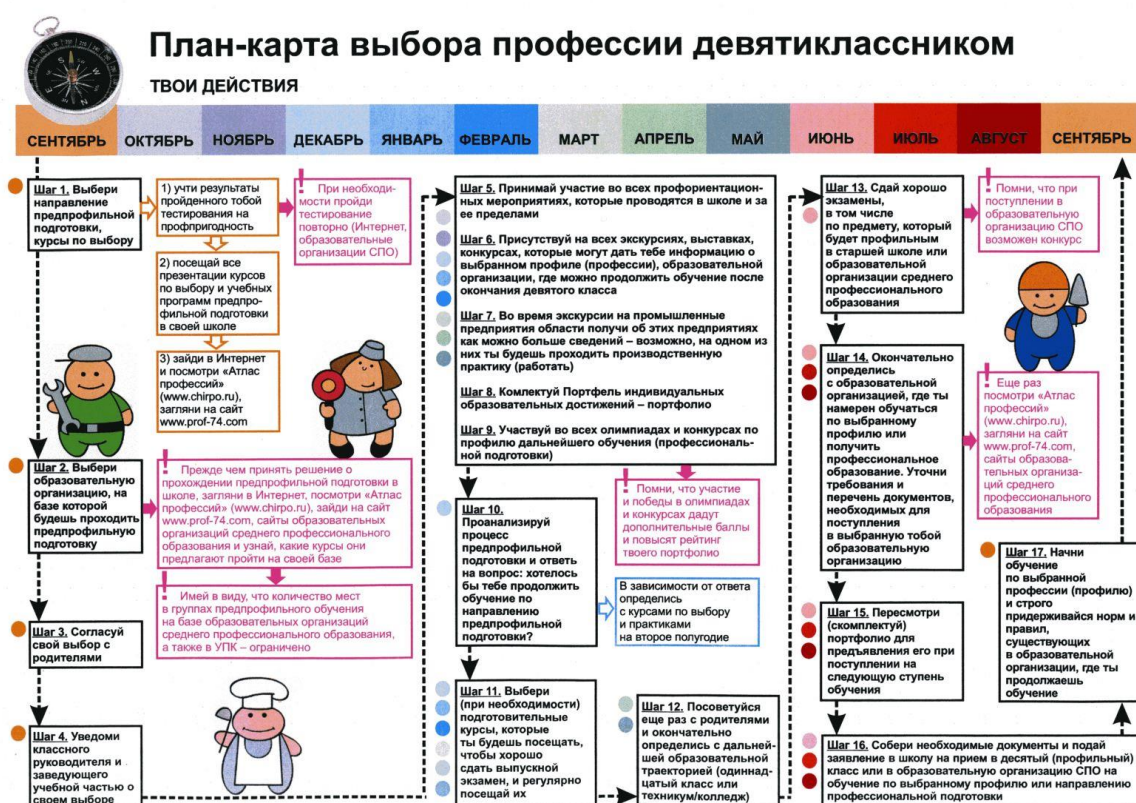 План-карта выбора профессии девятиклассником
ТВОИ ДЕЙСТВИЯ
СЕНТЯБРЬ ОКТЯБРЬ НОЯБРЬ ДЕКАБРЬ ЯНВАРЬ ФЕВРАЛЬ МАРТ АПРЕЛЬ МАЙ ИЮНЬ ИЮЛЬ АВГУСТ СЕНТЯБРЬ
Шаг 1. Выбери
направление
предпрофильной
подготовки,
курсы по выбору
1) учти результаты
пройденного тобой
тестирования на
профпригодность
! При необходи-
мости пройди
тестирование
повторно (Интернет,
образовательные
организации СПО)
2) посещай все
презентации курсов
по выбору и учебных
программ предпро-
фильной подготовки
в своей школе
3) зайди в Интернет
и посмотри «Атлас
профессий»
(www.chirpo.ru),
загляни на сайт
www.prof-74.com
Шаг 2. Выбери
образовательную
организацию, на
базе которой
будешь проходить
предпрофильную
подготовку
! Прежде чем принять решение о
прохождении предпрофильной подготовки в
школе, загляни в Интернет, посмотри «Атлас
профессий» (www.chirpo.ru), зайди на сайт
www.prof-74.com, сайты образовательных
организаций среднего профессионального
образования и узнай, какие курсы они
предлагают пройти на своей базе
! Имей в виду, что количество мест
в группах предпрофильного обучения
на базе образовательных организаций
среднего профессионального образования,
а также в УПК – ограничено
Шаг 3. Согласуй
свой выбор с
родителями
Шаг 4. Уведоми
классного
руководителя и
заведующего
учебной частью о
своем выборе
Шаг 5. Принимай участие во всех профориентацион-
ных мероприятиях, которые проводятся в школе и за
ее пределами
Шаг 6. Присутствуй на всех экскурсиях, выставках,
конкурсах, которые могут дать тебе информацию о
выбранном профиле (профессии), образовательной
организации, где можно продолжить обучение после
окончания девятого класса
Шаг 7. Во время экскурсии на промышленные
предприятия области получи об этих предприятиях
как можно больше сведений – возможно, на одном из
них ты будешь проходить производственную
практику (работать)
Шаг 8. Комлектуй Портфель индивидуальных
образовательных достижений – портфолио
Шаг 9. Участвуй во всех олимпиадах и конкурсах по
профилю дальнейшего обучения (профессиональ-
ной подготовки)
! Помни, что участие
и победы в олимпиадах
и конкурсах дадут
дополнительные баллы
и повысят рейтинг
твоего портфолио
Шаг 10.
Проанализируй
процесс
предпрофильной
подготовки и ответь
на вопрос: хотелось
бы тебе продолжить
обучение по
направлению
предпрофильной
подготовки?
В зависимости от ответа
определись
с курсами по выбору
и практиками
на второе полугодие
Шаг 11. Выбери
(при необходимости)
подготовительные
курсы, которые
ты будешь посещать,
чтобы хорошо
сдать выпускной
экзамен, и регулярно
посещай их
Шаг 12. Посоветуйся
еще раз с родителями
и окончательно
определись с дальней-
шей образовательной
траекторией (одиннад-
цатый класс или
техникум/колледж)
Шаг 13. Сдай хорошо
экзамены,
в том числе
по предмету, который
будет профильным
в старшей школе или
образовательной
организации среднего
профессионального
образования
! Помни, что при
поступлении в
образовательную
организацию СПО
возможен конкурс
Шаг 14. Окончательно
определись
с образовательной
организацией, где ты
намерен обучаться
по выбранному
профилю или
получить
профессиональное
образование. Уточни
требования и
перечень документов,
необходимых для
поступления
в выбранную тобой
образовательную
организацию
! Еще раз
посмотри «Атлас
профессий»
(www.chirpo.ru),
загляни на сайт
www.prof-74.com,
сайты образова-
тельных организа-
ций среднего
профессионального
образования
Шаг 15. Пересмотри
(скомплектуй)
портфолио для
предъявления его при
поступлении на
следующую ступень
обучения
Шаг 16. Собери необходимые документы и подай
заявление в школу на прием в десятый (профильный)
класс или в образовательную организацию СПО на
обучение по выбранному профилю или направлению
профессиональной подготовки
Шаг 17. Начни
обучение
по выбранной
профессии (профилю)
и строго
придерживайся норм и
правил,
существующих
в образовательной
организации, где ты
продолжаешь
обучение